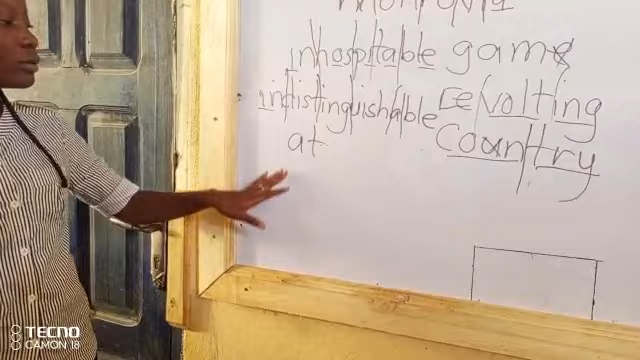 inhospitable game
indistinguishable revolting
at country
TECNO
CAMON 18